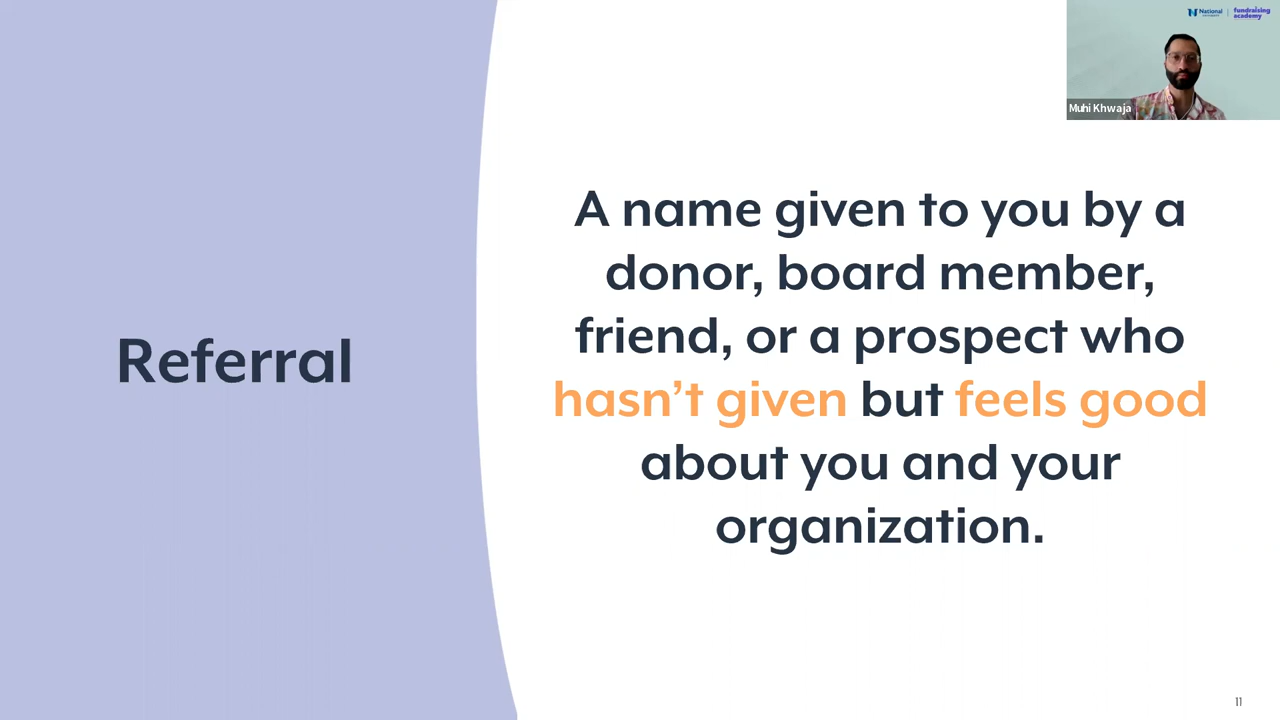 National
UNIVERSITY
fundraising
academy
Muhi Khwaja
Referral
A name given to you by a
donor, board member,
friend, or a prospect who
hasn't given but feels good
about you and your
organization.
11